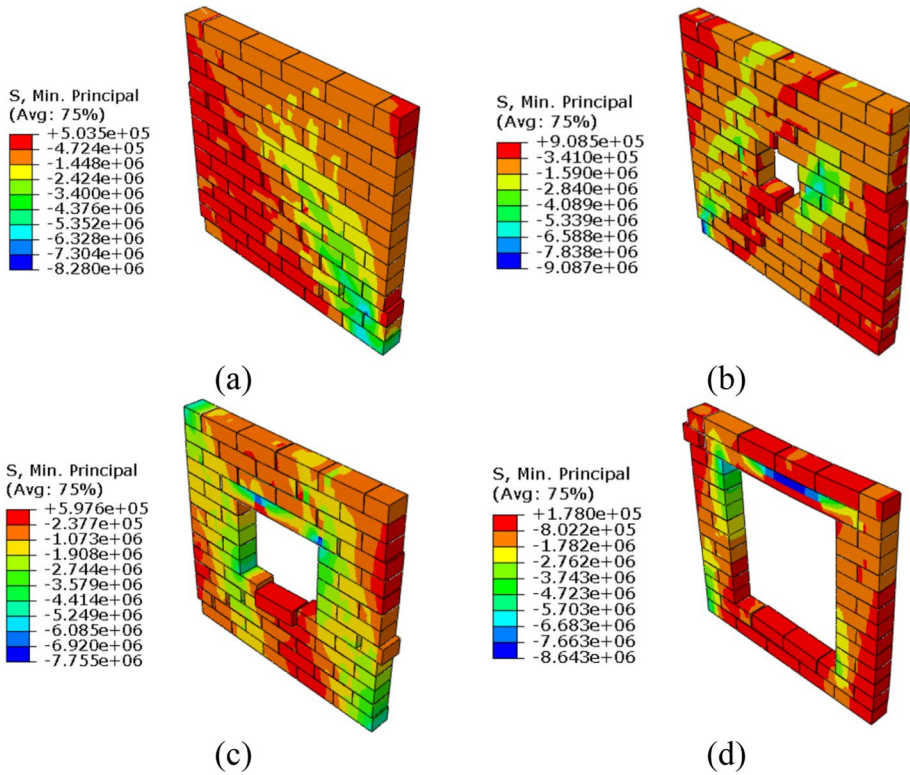 S, Min. Principal
(Avg: 75%)
+5.035e+05
-4.724e+05
-1.448e+06
-2.424e+06
-3.400e+06
-4.376e+06
-5.352e+06
-6.328e+06
-7.304e+06
-8.280e+06
(a)
S, Min. Principal
(Avg: 75%)
+9.085e+05
-3.410e+05
-1.590e+06
-2.840e+06
-4.089e+06
-5.339e+06
-6.588e+06
-7.838e+06
-9.087e+06
(b)
S, Min. Principal
(Avg: 75%)
+5.976e+05
-2.377e+05
-1.073e+06
-1.908e+06
-2.744e+06
-3.579e+06
-4.414e+06
-5.249e+06
-6.085e+06
-6.920e+06
-7.755e+06
(c)
S, Min. Principal
(Avg: 75%)
+1.780e+05
-8.022e+05
-1.782e+06
-2.762e+06
-3.743e+06
-4.723e+06
-5.703e+06
-6.683e+06
-7.663e+06
-8.643e+06
(d)